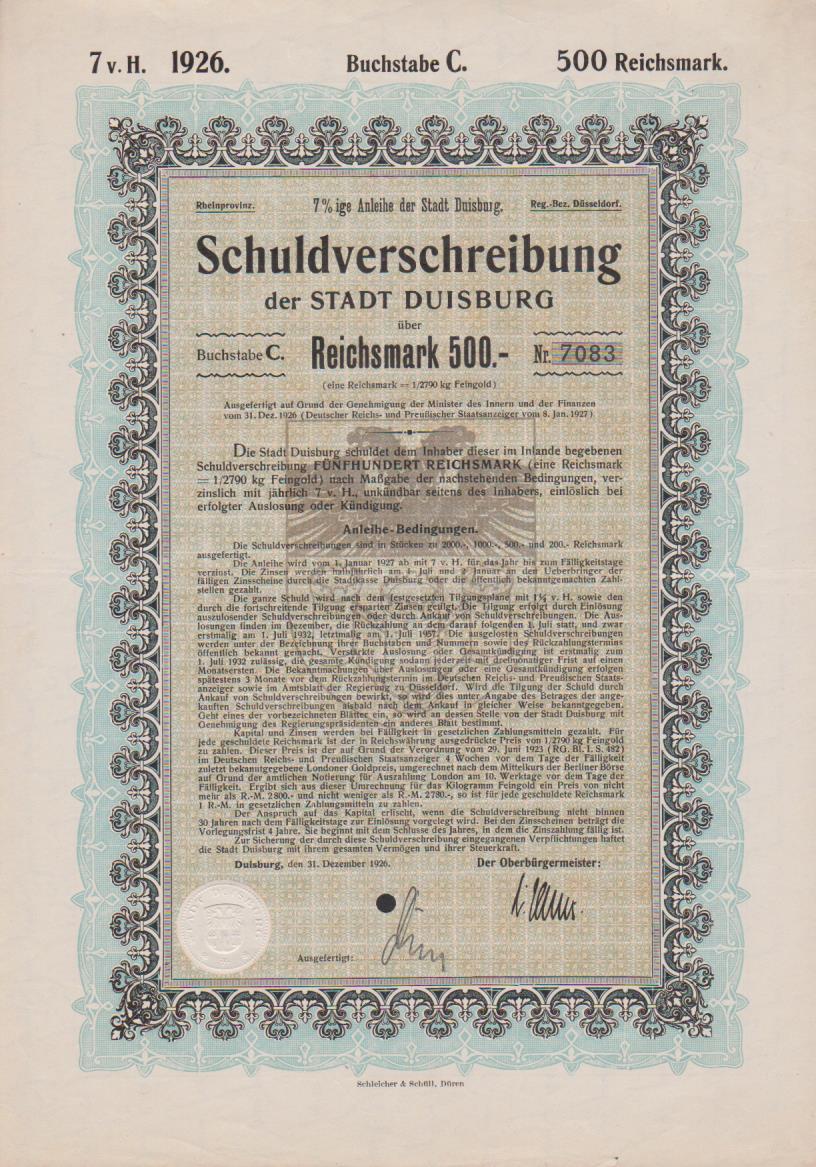 7 v. H. 1926. Buchstabe C. 500 Reichsmark.
Rheinprovinz. 7% ige Anleihe der Stadt Duisburg. Reg.-Bez. Düsseldorf.
Schuldverschreibung
der STADT DUISBURG
über
Buchstabe C. Reichsmark 500.- Nr. 7083
(eine Reichsmark = 1/2790 kg Feingold)
Ausgefertigt auf Grund der Genehmigung der Minister des Innern und der Finanzen
vom 31. Dez. 1926 (Deutscher Reichs- und Preußischer Staatsanzeiger vom 8. Jan. 1927)
Die Stadt Duisburg schuldet dem Inhaber dieser im Inlande begebenen
Schuldverschreibung FÜNFHUNDERT REICHSMARK (eine Reichsmark
= 1/2790 kg Feingold) nach Maßgabe der nachstehenden Bedingungen, ver-
zinslich mit jährlich 7 v. H., unkündbar seitens des Inhabers, einlöslich bei
erfolgter Auslosung oder Kündigung.
Anleihe-Bedingungen.
Die Schuldverschreibungen sind in Stücken zu 2000.-, 1000.-, 500.- und 200.- Reichsmark
ausgefertigt.
Die Anleihe wird vom 1. Januar 1927 ab mit 7 v. H. für das Jahr bis zum Fälligkeitstage
verzinst. Die Zinsen werden halbjährlich am 1. Juli und 2. Januar an den Überbringer der
fälligen Zinsscheine durch die Stadtkasse Duisburg oder die öffentlich bekanntgemachten Zahl-
stellen gezahlt.
Die ganze Schuld wird nach dem festgesetzten Tilgungsplane mit 1¾ v. H. sowie den
durch die fortschreitende Tilgung ersparten Zinsen getilgt. Die Tilgung erfolgt durch Einlösung
auszulosender Schuldverschreibungen oder durch Ankauf von Schuldverschreibungen. Die Aus-
losungen finden im Dezember, die Rückzahlung an dem darauf folgenden 1. Juli statt, und zwar
erstmalig am 1. Juli 1932, letztmalig am 1. Juli 1957. Die ausgelosten Schuldverschreibungen
werden unter der Bezeichnung ihrer Buchstaben und Nummern sowie des Rückzahlungstermins
öffentlich bekannt gemacht. Verstärkte Auslosung oder Gesamtkündigung ist erstmalig zum
1. Juli 1932 zulässig, die gesamte Kündigung sodann jederzeit mit dreimonatiger Frist auf einen
Monatsersten. Die Bekanntmachungen über Auslosungen oder eine Gesamtkündigung erfolgen
spätestens 3 Monate vor dem Rückzahlungstermin im Deutschen Reichs- und Preußischen Staats-
anzeiger sowie im Amtsblatt der Regierung zu Düsseldorf. Wird die Tilgung der Schuld durch
Ankauf von Schuldverschreibungen bewirkt, so wird dies unter Angabe des Betrages der ange-
kauften Schuldverschreibungen alsbald nach dem Ankauf in gleicher Weise bekanntgegeben.
Geht eines der vorbezeichneten Blätter ein, so wird an dessen Stelle von der Stadt Duisburg mit
Genehmigung des Regierungspräsidenten ein anderes Blatt bestimmt.
Kapital und Zinsen werden bei Fälligkeit in gesetzlichen Zahlungsmitteln gezahlt. Für
jede geschuldete Reichsmark ist der in Reichswährung ausgedrückte Preis von 1/2790 kg Feingold
zu zahlen. Dieser Preis ist der auf Grund der Verordnung vom 29. Juni 1923 (RG. Bl. I. S. 482)
im Deutschen Reichs- und Preußischen Staatsanzeiger 4 Wochen vor dem Tage der Fälligkeit
zuletzt bekanntgegebene Londoner Goldpreis, umgerechnet nach dem Mittelkurs der Berliner Börse
auf Grund der amtlichen Notierung für Auszahlung London am 10. Werktage vor dem Tage der
Fälligkeit. Ergibt sich aus dieser Umrechnung für das Kilogramm Feingold ein Preis von nicht
mehr als R.-M. 2800.- und nicht weniger als R.-M. 2780.-, so ist für jede geschuldete Reichsmark
1 R.-M. in gesetzlichen Zahlungsmitteln zu zahlen.
Der Anspruch auf das Kapital erlischt, wenn die Schuldverschreibung nicht binnen
30 Jahren nach dem Fälligkeitstage zur Einlösung vorgelegt wird. Bei den Zinsscheinen beträgt die
Vorlegungsfrist 4 Jahre. Sie beginnt mit dem Schlusse des Jahres, in dem die Zinszahlung fällig ist.
Zur Sicherung der durch diese Schuldverschreibung eingegangenen Verpflichtungen haftet
die Stadt Duisburg mit ihrem gesamten Vermögen und ihrer Steuerkraft.
Duisburg, den 31. Dezember 1926. Der Oberbürgermeister:
Ausgefertigt:
Schleicher & Schüll, Düren